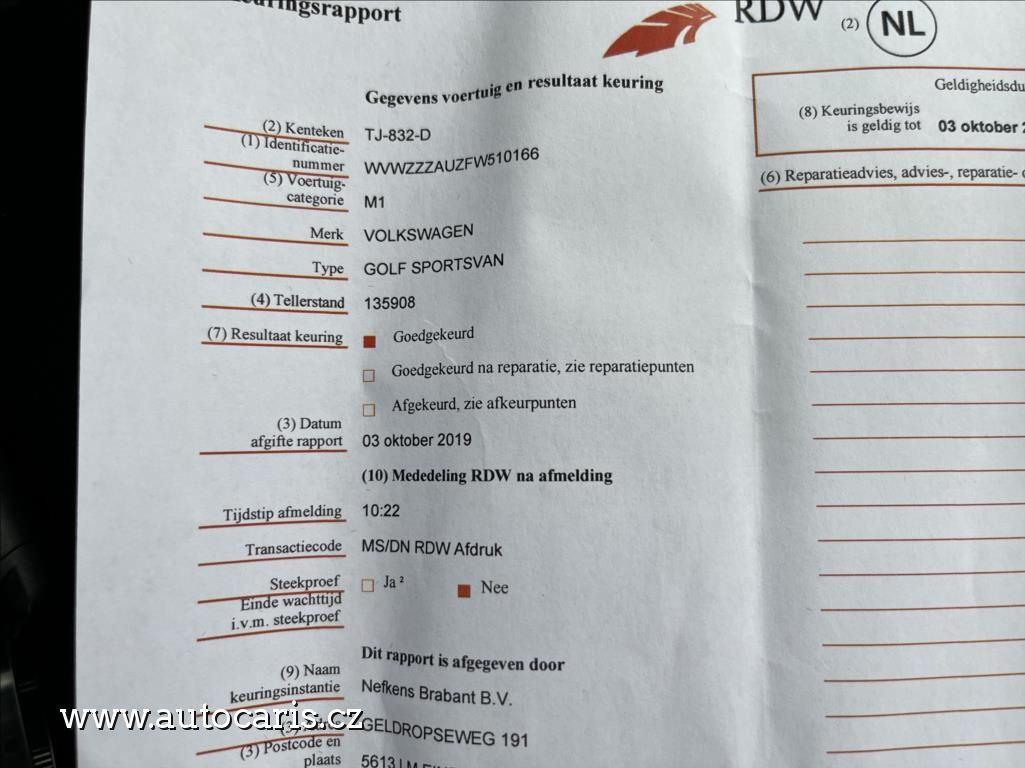 RDW
(2) NL
Gegevens voertuig en resultaat keuring
(2) Kenteken TJ-832-D
(1) Identificatie-
nummer WVWZZZAUZFW510166
(5) Voertuig-
categorie M1
Merk VOLKSWAGEN
Type GOLF SPORTSVAN
(4) Tellerstand 135908
(7) Resultaat keuring Goedgekeurd
Goedgekeurd na reparatie, zie reparatiepunten
Afgekeurd, zie afkeurpunten
(3) Datum
afgifte rapport 03 oktober 2019
(10) Mededeling RDW na afmelding
Tijdstip afmelding 10:22
Transactiecode MS/DN RDW Afdruk
Steekproef Ja ² Nee
Einde wachttijd
i.v.m. steekproef
Dit rapport is afgegeven door
(9) Naam
keuringsinstantie Nefkens Brabant B.V.
GELDROPSEWEG 191
(3) Postcode en
plaats 5613
(8) Keuringsbewijs
is geldig tot 03 oktober
(6) Reparatieadvies, advies-, reparatie-
www.autocaris.cz